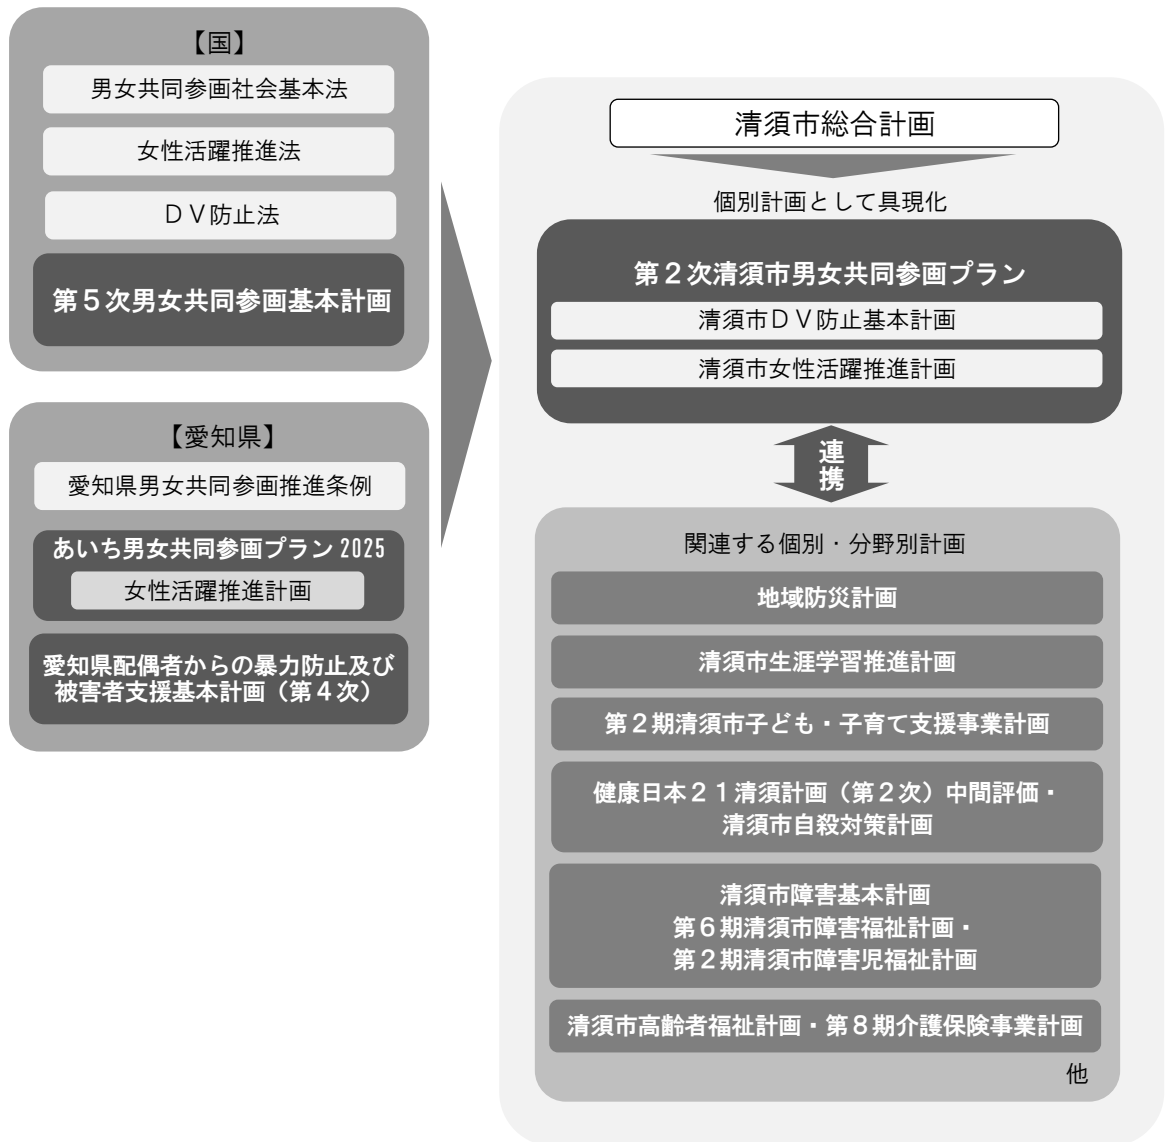 【国】
男女共同参画社会基本法
女性活躍推進法
ＤＶ防止法
第５次男女共同参画基本計画
【愛知県】
愛知県男女共同参画推進条例
あいち男女共同参画プラン2025
女性活躍推進計画
愛知県配偶者からの暴力防止及び
被害者支援基本計画（第４次）
清須市総合計画
個別計画として具現化
第２次清須市男女共同参画プラン
清須市ＤＶ防止基本計画
清須市女性活躍推進計画
連
携
関連する個別・分野別計画
地域防災計画
清須市生涯学習推進計画
第２期清須市子ども・子育て支援事業計画
健康日本２１清須計画（第２次）中間評価・
清須市自殺対策計画
清須市障害基本計画
第６期清須市障害福祉計画・
第２期清須市障害児福祉計画
清須市高齢者福祉計画・第８期介護保険事業計画
他